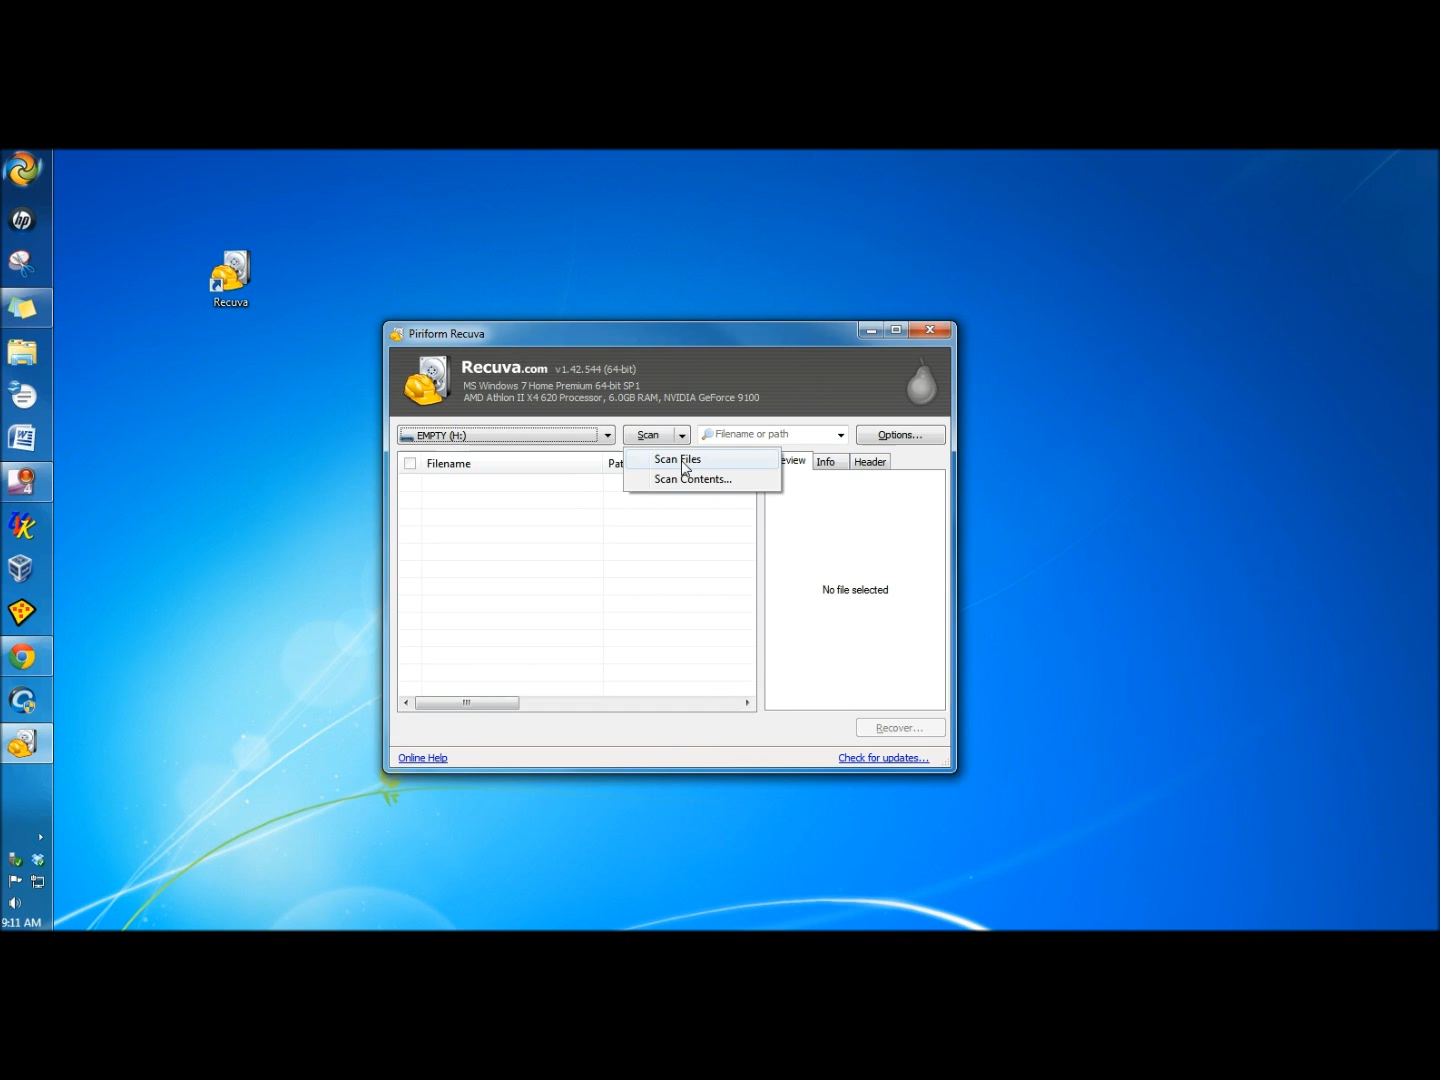 Recuva
Piriform Recuva
Recuva.com v1.42.544 (64-bit)
MS Windows 7 Home Premium 64-bit SP1
AMD Athlon II X4 620 Processor, 6.0GB RAM, NVIDIA GeForce 9100
EMPTY (H:) Scan Filename or path Options...
Filename Pat eview Info Header
Scan Files
Scan Contents...
No file selected
Recover...
Online Help Check for updates...
hp
W
4
9:11 AM